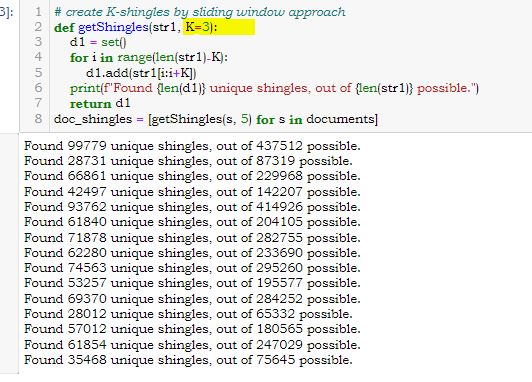 3]:
1 # create K-shingles by sliding window approach
2 def getShingles(str1, K=3):
3 d1 = set()
4 for i in range(len(str1)-K):
5 d1.add(str1[i:i+K])
6 print(f"Found {len(d1)} unique shingles, out of {len(str1)} possible.")
7 return d1
8 doc_shingles = [getShingles(s, 5) for s in documents]
Found 99779 unique shingles, out of 437512 possible.
Found 28731 unique shingles, out of 87319 possible.
Found 66861 unique shingles, out of 229968 possible.
Found 42497 unique shingles, out of 142207 possible.
Found 93762 unique shingles, out of 414926 possible.
Found 61840 unique shingles, out of 204105 possible.
Found 71878 unique shingles, out of 282755 possible.
Found 62280 unique shingles, out of 233690 possible.
Found 74563 unique shingles, out of 295260 possible.
Found 53257 unique shingles, out of 195577 possible.
Found 69370 unique shingles, out of 284252 possible.
Found 28012 unique shingles, out of 65332 possible.
Found 57012 unique shingles, out of 180565 possible.
Found 61854 unique shingles, out of 247029 possible.
Found 35468 unique shingles, out of 75645 possible.